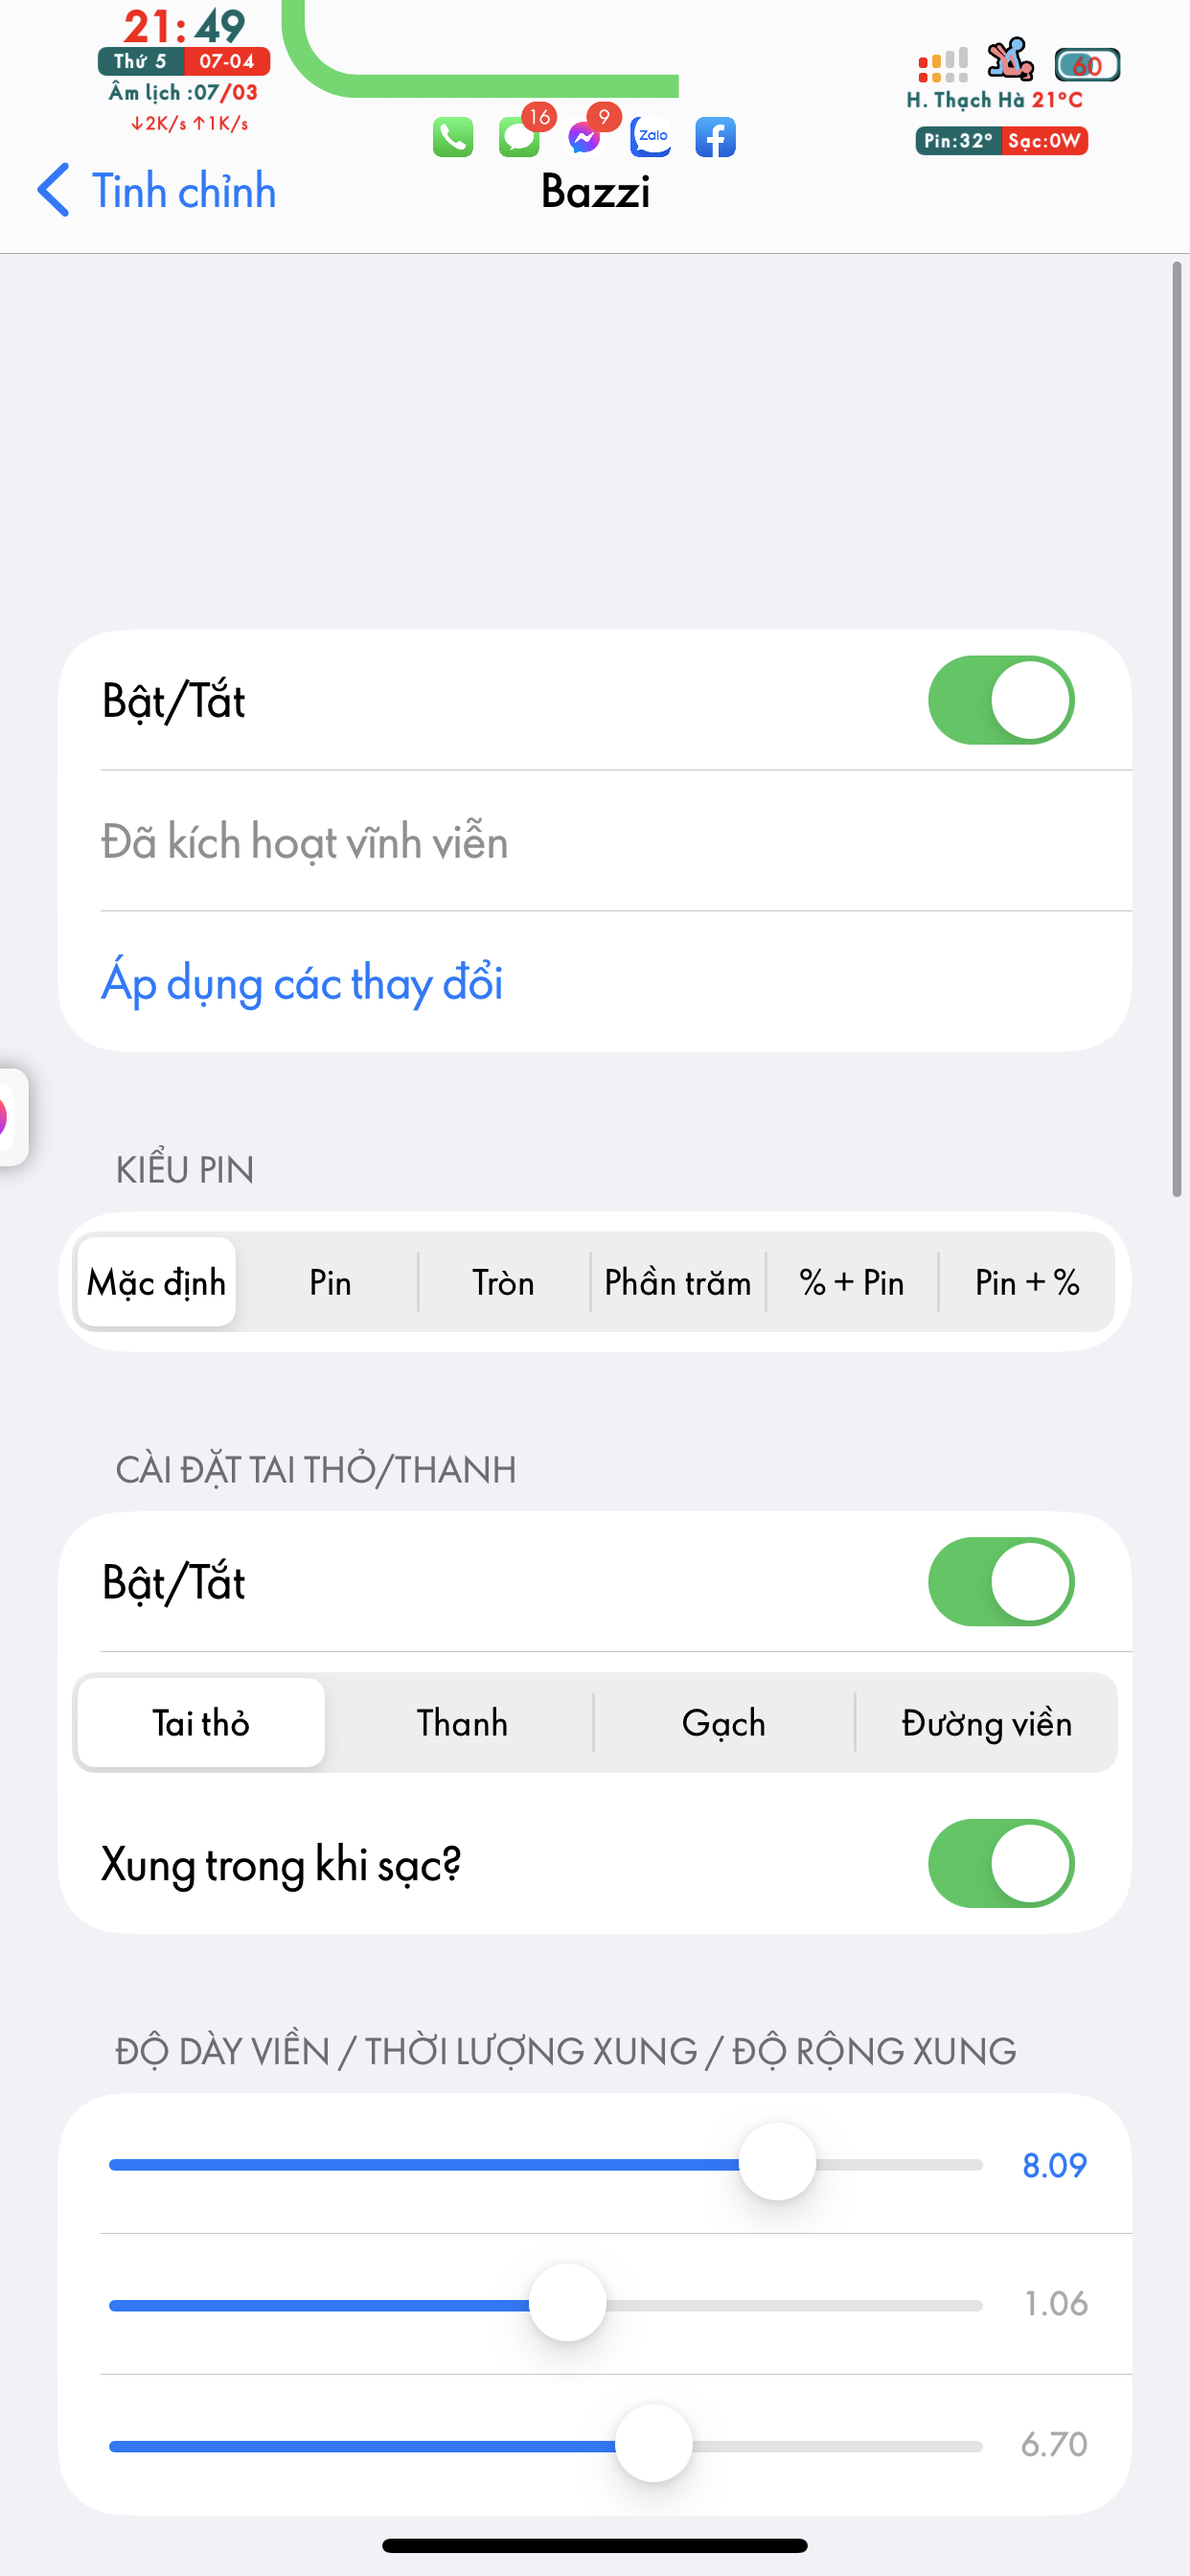 21:49
Thứ 5 07-04
Âm lịch :07/03
↓2K/s ↑1K/s
16
9
Zalo
60
H. Thạch Hà 21°C
Pin:32° Sạc:0W
Tinh chỉnh
Bazzi
Bật/Tắt
Đã kích hoạt vĩnh viễn
Áp dụng các thay đổi
KIỂU PIN
Mặc định Pin Tròn Phần trăm % + Pin Pin + %
CÀI ĐẶT TAI THỎ/THANH
Bật/Tắt
Tai thỏ Thanh Gạch Đường viền
Xung trong khi sạc?
ĐỘ DÀY VIỀN / THỜI LƯỢNG XUNG / ĐỘ RỘNG XUNG
8.09
1.06
6.70